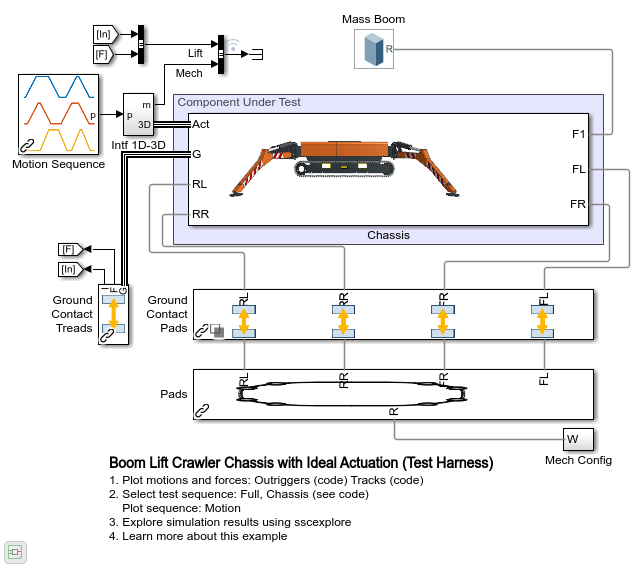 Mass Boom
R
[In]
[F]
Lift
Mech
p
p
m
3D
Motion Sequence
Intf 1D-3D
Component Under Test
Act
G
RL
RR
F1
FL
FR
Chassis
[F]
[In]
I
F
G
Ground
Contact
Treads
Ground
Contact
Pads
RL
RR
FR
FL
Pads
RL
RR
FR
FL
R
W
Mech Config
Boom Lift Crawler Chassis with Ideal Actuation (Test Harness)
1. Plot motions and forces: Outriggers (code) Tracks (code)
2. Select test sequence: Full, Chassis (see code)
Plot sequence: Motion
3. Explore simulation results using sscexplore
4. Learn more about this example